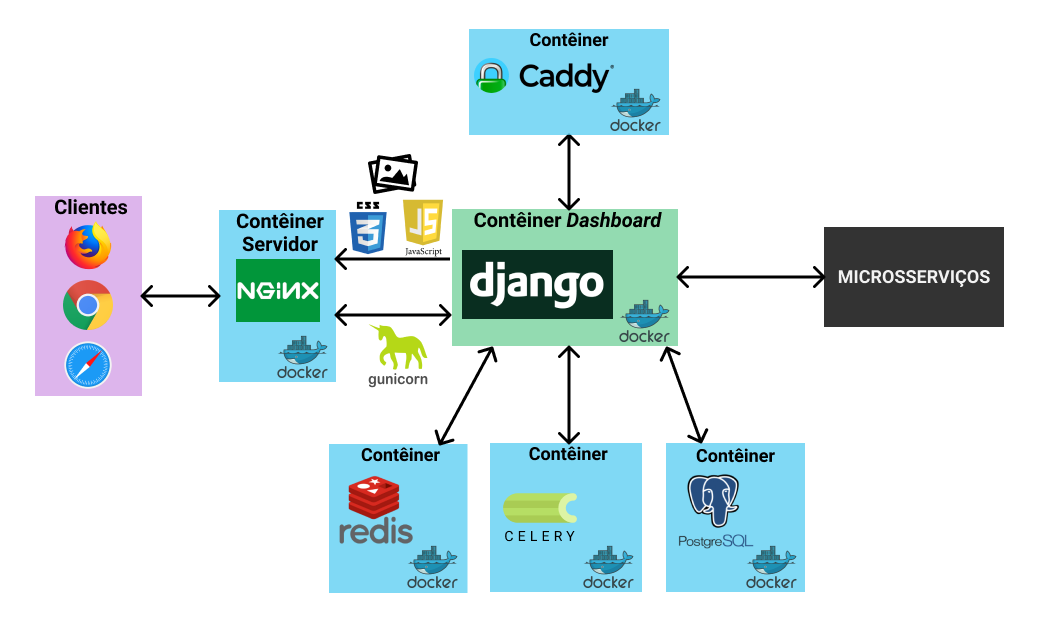 Contêiner
Caddy
docker
Clientes
Contêiner
Servidor
NGINX
docker
CSS
3
JS
JavaScript
gunicorn
Contêiner Dashboard
django
docker
MICROSSERVIÇOS
Contêiner
redis
docker
Contêiner
CELERY
docker
Contêiner
PostgreSQL
docker